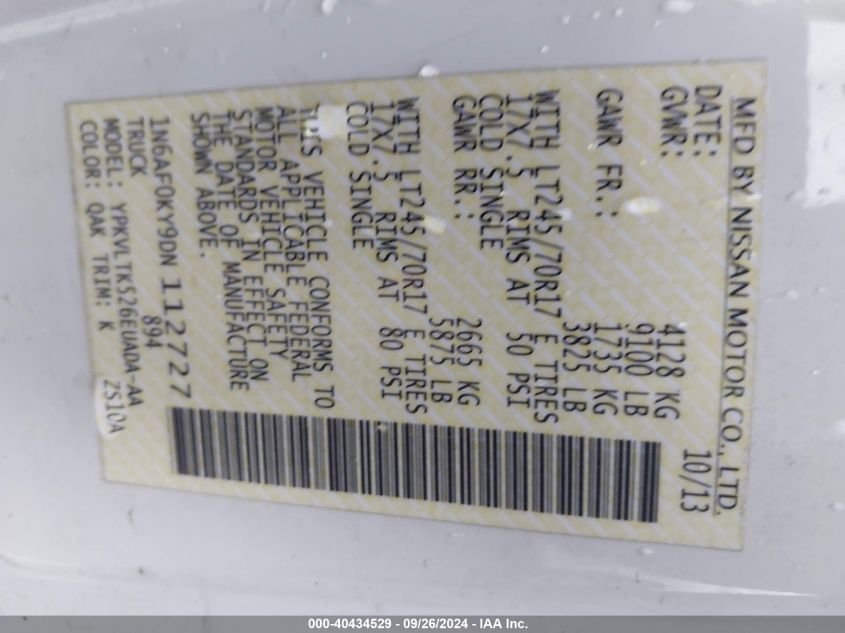 MFD BY NISSAN MOTOR CO., LTD.
DATE: 10/13
GVWR: 4128 KG
9100 LB
GAWR FR.: 1735 KG
3825 LB
WITH LT245/70R17 E TIRES
17X7.5 RIMS AT 50 PSI
COLD SINGLE
GAWR RR.: 2665 KG
5875 LB
WITH LT245/70R17 E TIRES
17X7.5 RIMS AT 80 PSI
COLD SINGLE
THIS VEHICLE CONFORMS TO
ALL APPLICABLE FEDERAL
MOTOR VEHICLE SAFETY
STANDARDS IN EFFECT ON
THE DATE OF MANUFACTURE
SHOWN ABOVE.
1N6AF0KY9DN112727
TRUCK 894
MODEL: YPKVLTK526EUADA-AA
COLOR: QAK TRIM: K 2S10A
000-40434529 - 09/26/2024 - IAA Inc.